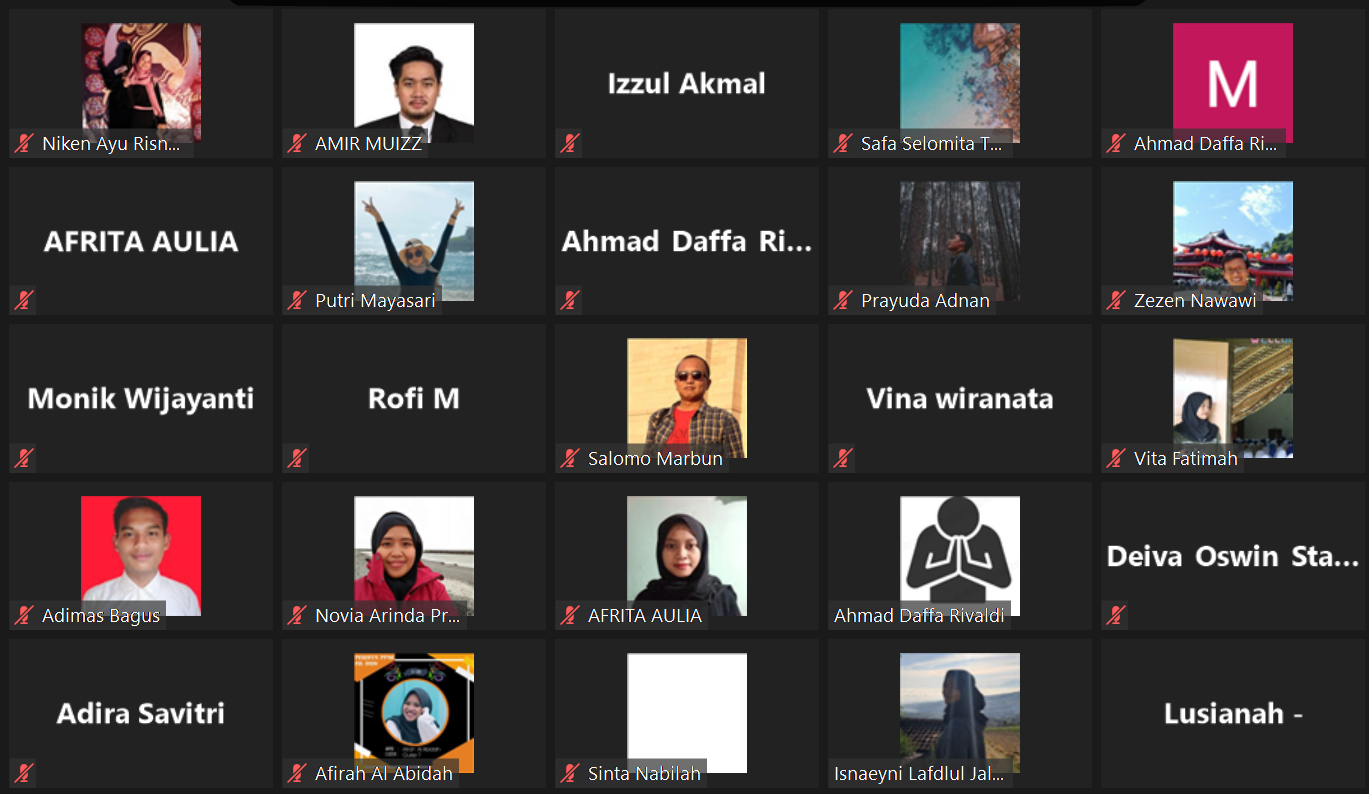 Niken Ayu Risn...
AMIR MUIZZ
Izzul Akmal
Safa Selomita T...
M
Ahmad Daffa Ri...
AFRITA AULIA
Putri Mayasari
Ahmad Daffa Ri...
Prayuda Adnan
Zezen Nawawi
Monik Wijayanti
Rofi M
Salomo Marbun
Vina wiranata
Vita Fatimah
Adimas Bagus
Novia Arinda Pr...
AFRITA AULIA
Ahmad Daffa Rivaldi
Deiva Oswin Sta...
Adira Savitri
Afirah Al Abidah
Sinta Nabilah
Isnaeyni Lafdlul Jal...
Lusianah -